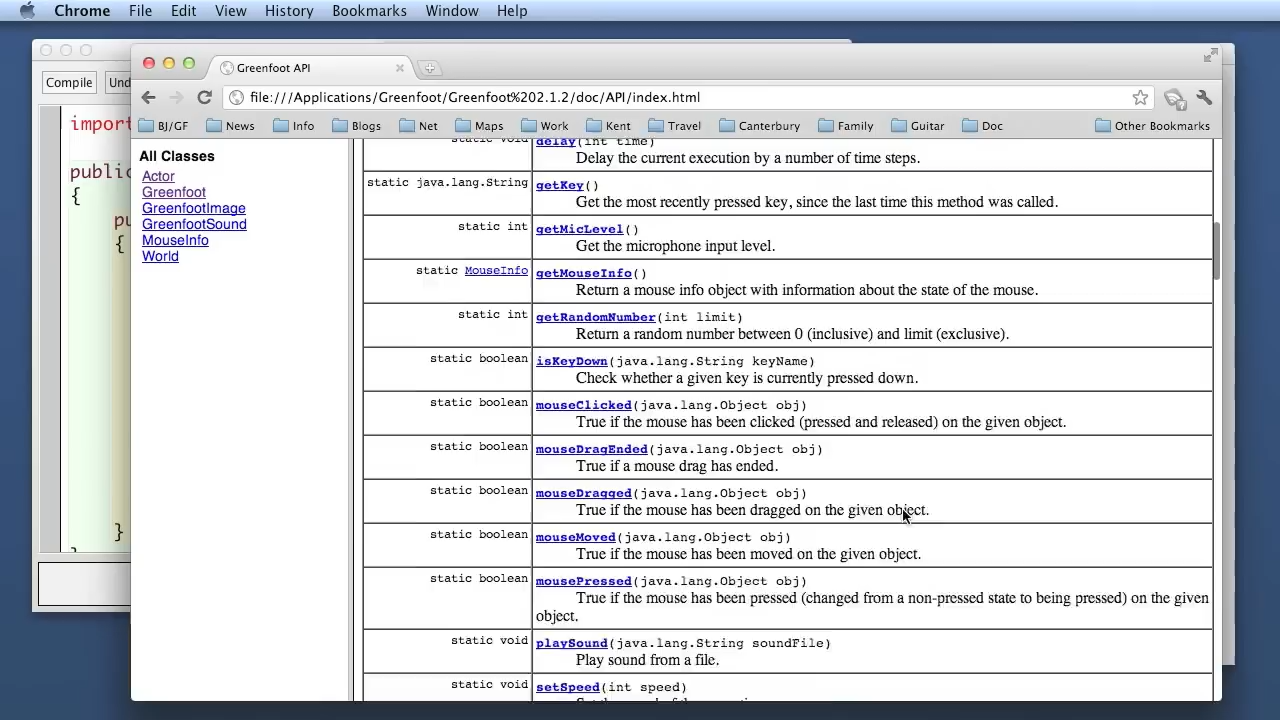 Chrome File Edit View History Bookmarks Window Help
Compile
Und
Greenfoot API
file:///Applications/Greenfoot/Greenfoot%202.1.2/doc/API/index.html
BJ/GF News Info Blogs Net Maps Work Kent Travel Canterbury Family Guitar Doc Other Bookmarks
import
public
{
pu
{
}
All Classes
Actor
Greenfoot
GreenfootImage
GreenfootSound
MouseInfo
World
static void delay(int time)
Delay the current execution by a number of time steps.
static java.lang.String getKey()
Get the most recently pressed key, since the last time this method was called.
static int getMicLevel()
Get the microphone input level.
static MouseInfo getMouseInfo()
Return a mouse info object with information about the state of the mouse.
static int getRandomNumber(int limit)
Return a random number between 0 (inclusive) and limit (exclusive).
static boolean isKeyDown(java.lang.String keyName)
Check whether a given key is currently pressed down.
static boolean mouseClicked(java.lang.Object obj)
True if the mouse has been clicked (pressed and released) on the given object.
static boolean mouseDragEnded(java.lang.Object obj)
True if a mouse drag has ended.
static boolean mouseDragged(java.lang.Object obj)
True if the mouse has been dragged on the given object.
static boolean mouseMoved(java.lang.Object obj)
True if the mouse has been moved on the given object.
static boolean mousePressed(java.lang.Object obj)
True if the mouse has been pressed (changed from a non-pressed state to being pressed) on the given
object.
static void playSound(java.lang.String soundFile)
Play sound from a file.
static void setSpeed(int speed)